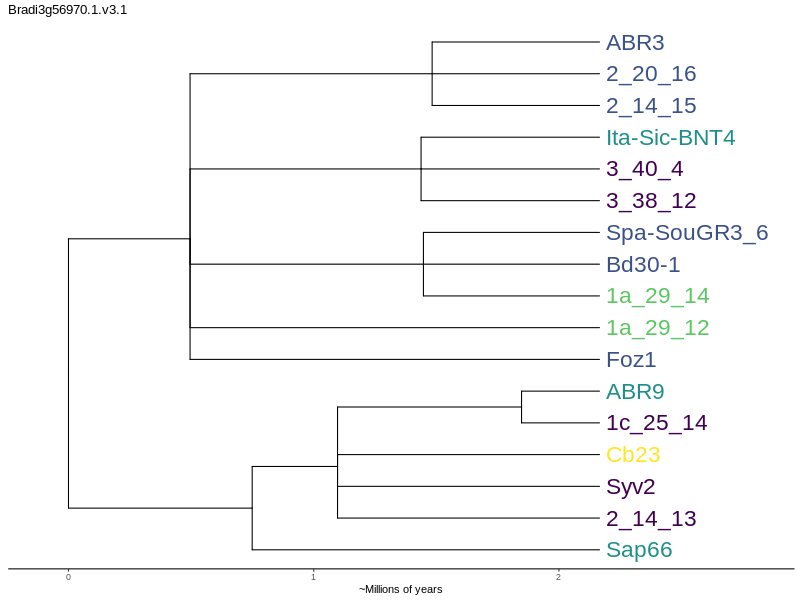 Bradi3g56970.1.v3.1
ABR3
2_20_16
2_14_15
Ita-Sic-BNT4
3_40_4
3_38_12
Spa-SouGR3_6
Bd30-1
1a_29_14
1a_29_12
Foz1
ABR9
1c_25_14
Cb23
Syv2
2_14_13
Sap66
0 1 2
~Millions of years